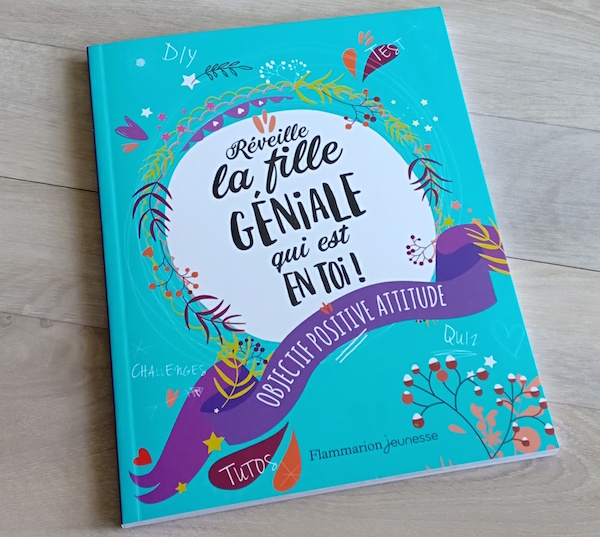 DIY
TEST
Réveille
la fille
GÉNiALE
qui est
EN TOi !
OBJECTIF POSITIVE ATTITUDE
QUIZ
CHALLENGES
TUTOS
Flammarion jeunesse